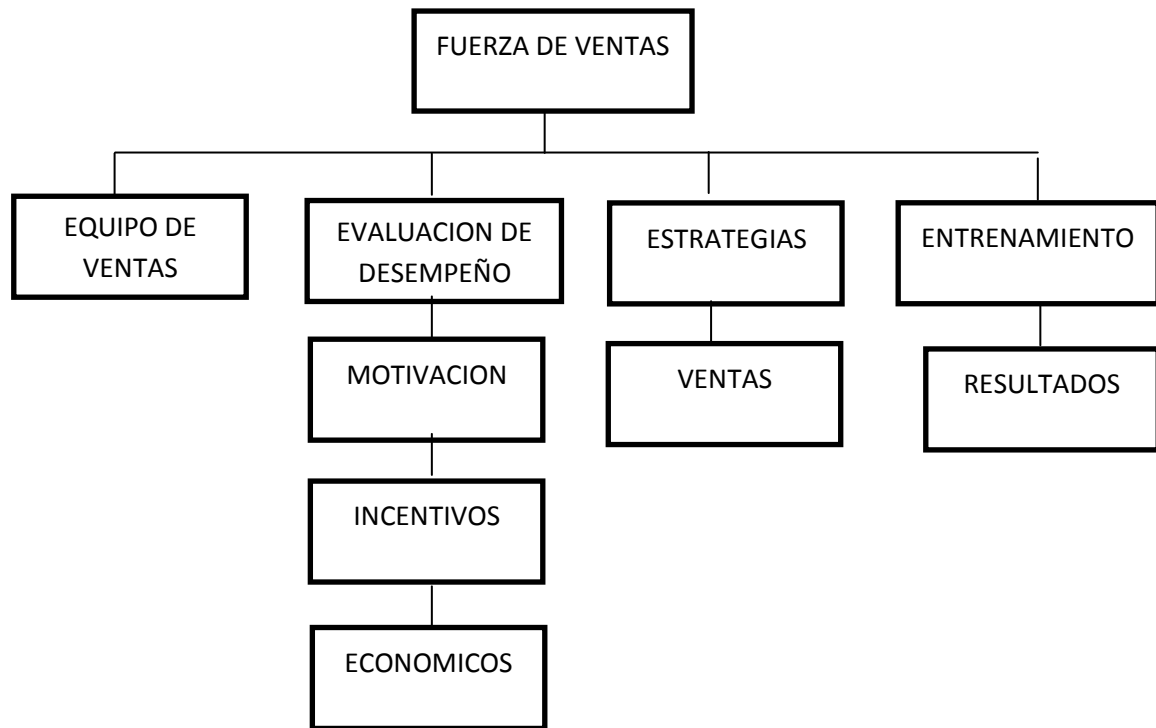 FUERZA DE VENTAS
EQUIPO DE
VENTAS
EVALUACION DE
DESEMPEÑO
ESTRATEGIAS
ENTRENAMIENTO
MOTIVACION
VENTAS
RESULTADOS
INCENTIVOS
ECONOMICOS